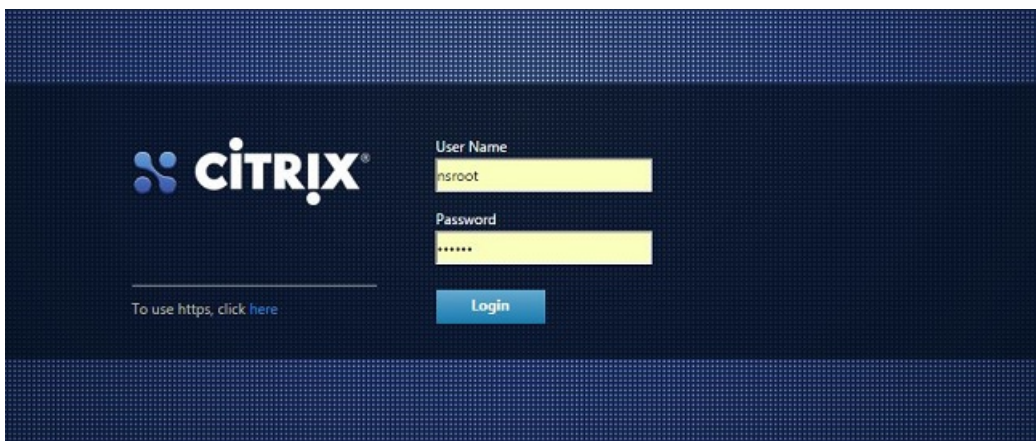 CiTRIX®
User Name
nsroot
Password
••••••
To use https, click here
Login